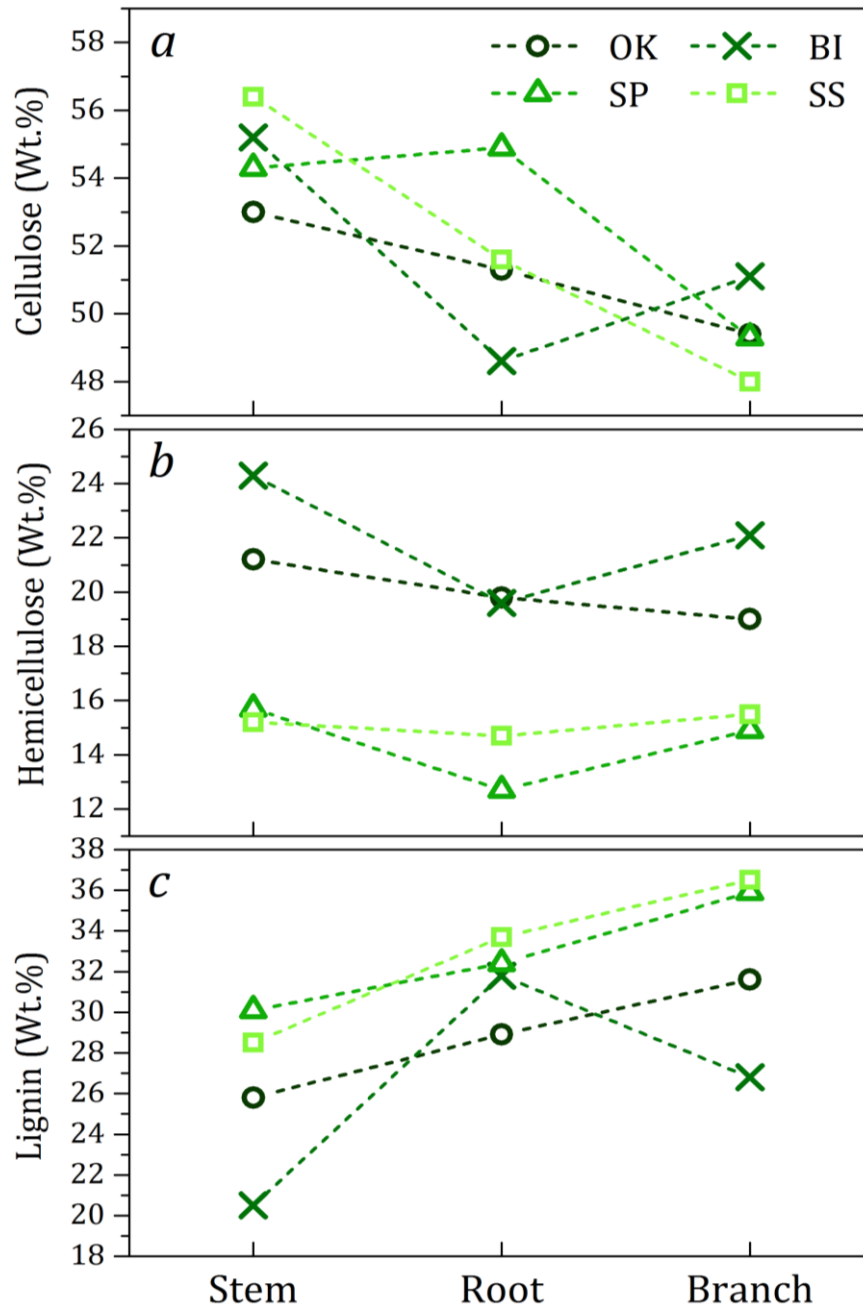 a
OK
BI
SP
SS
Cellulose (Wt.%)
58
56
54
52
50
48
b
Hemicellulose (Wt.%)
26
24
22
20
18
16
14
12
c
Lignin (Wt.%)
38
36
34
32
30
28
26
24
22
20
18
Stem Root Branch